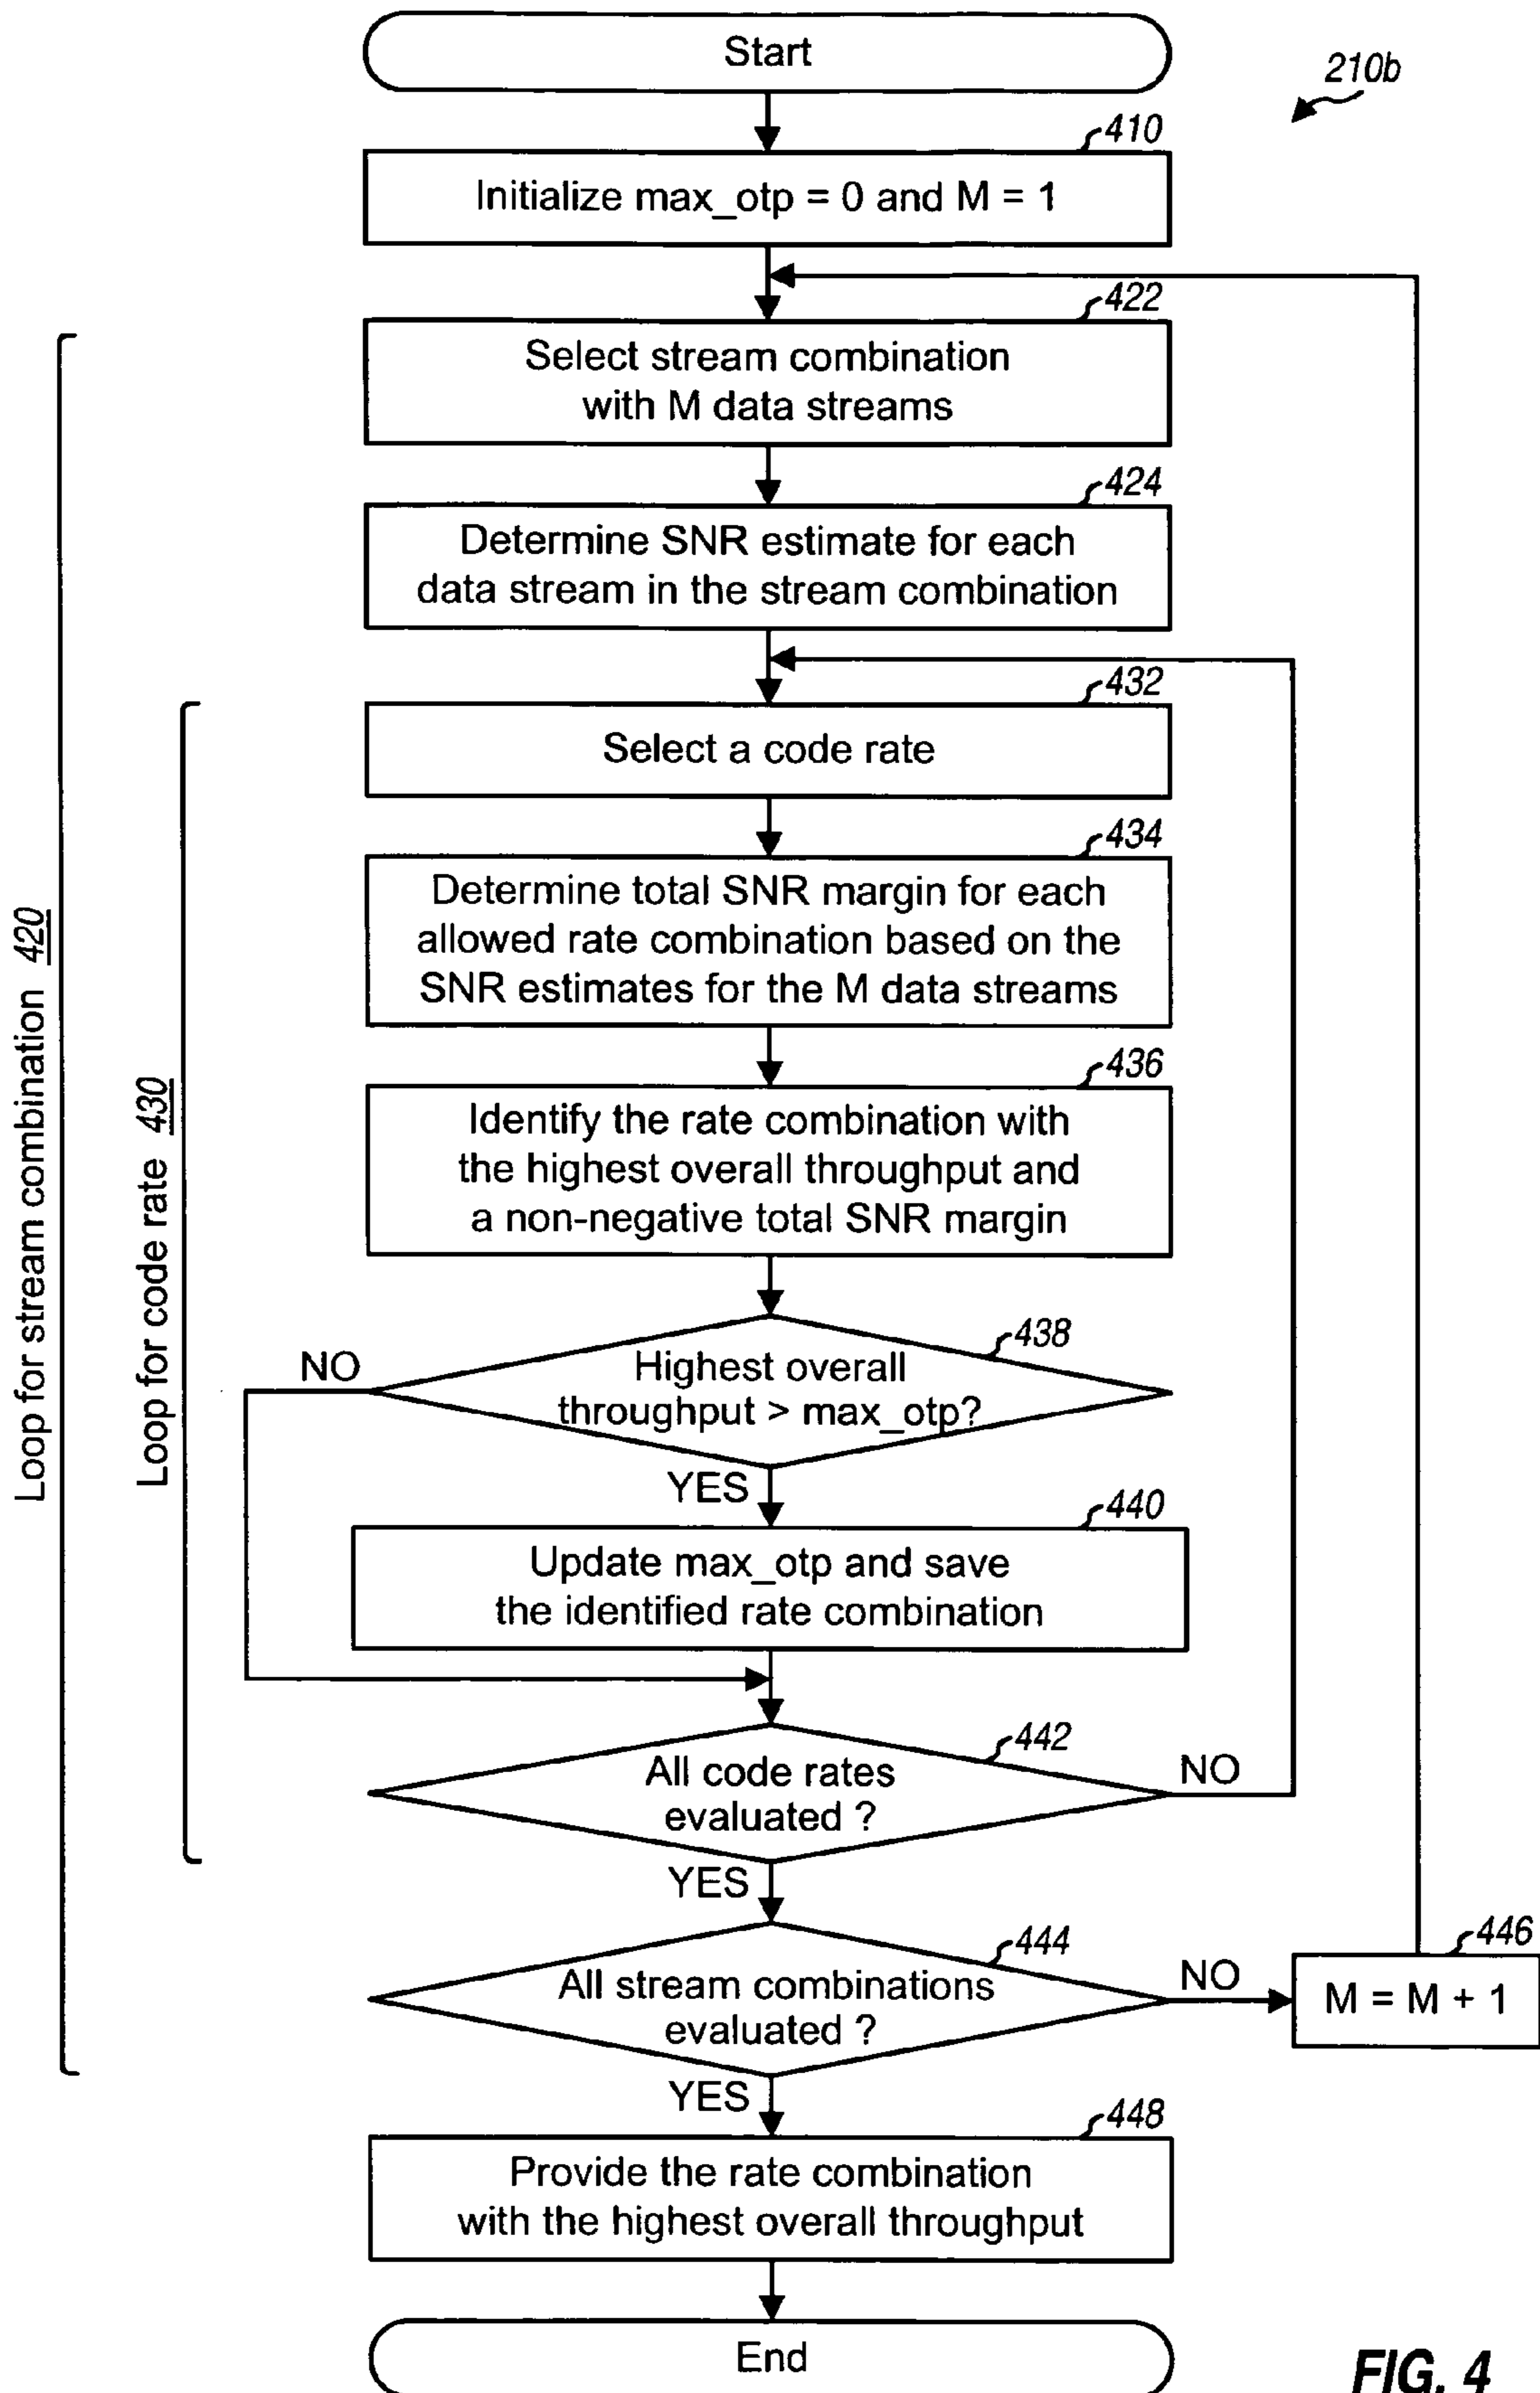 Start
210b
410
Initialize max_otp = 0 and M = 1
422
Select stream combination
with M data streams
424
Determine SNR estimate for each
data stream in the stream combination
432
Select a code rate
434
Determine total SNR margin for each
allowed rate combination based on the
SNR estimates for the M data streams
436
Identify the rate combination with
the highest overall throughput and
a non-negative total SNR margin
438
Highest overall
throughput > max_otp?
NO
YES
440
Update max_otp and save
the identified rate combination
442
All code rates
evaluated ?
NO
YES
444
All stream combinations
evaluated ?
NO
446
M = M + 1
YES
448
Provide the rate combination
with the highest overall throughput
End
Loop for stream combination 420
Loop for code rate 430
FIG. 4